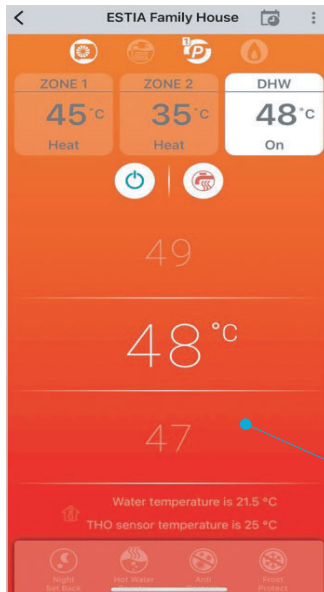 ESTIA Family House
1
P
ZONE 1 ZONE 2 DHW
45°C 35°C 48°C
Heat Heat On
49
48°C
47
Water temperature is 21.5 °C
THO sensor temperature is 25 °C
Night Hot Water Anti Frost
Set Back Protect